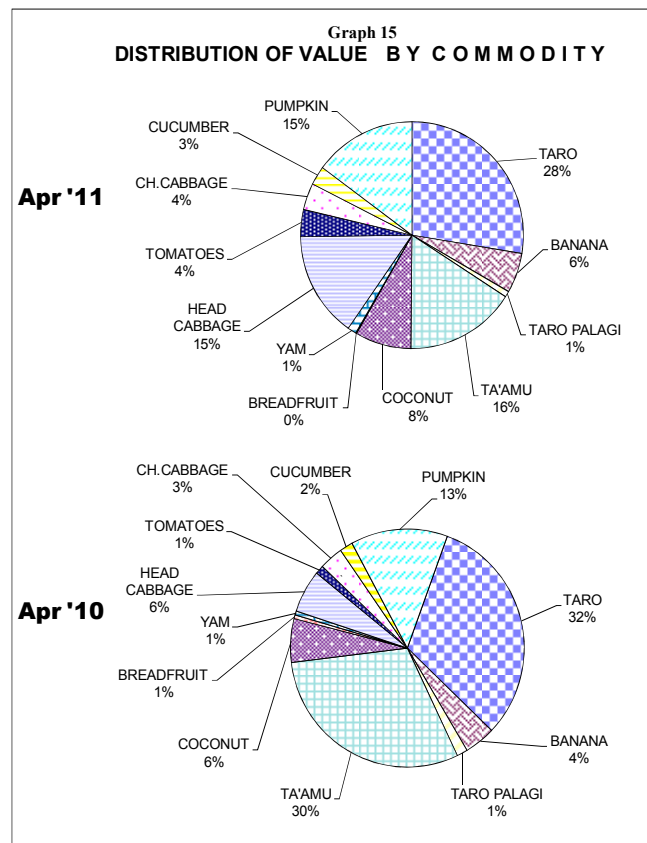 Graph 15
DISTRIBUTION OF VALUE BY COMMODITY
Apr '11
PUMPKIN
15%
CUCUMBER
3%
CH.CABBAGE
4%
TOMATOES
4%
HEAD
CABBAGE
15%
YAM
1%
BREADFRUIT
0%
COCONUT
8%
TA'AMU
16%
TARO PALAGI
1%
BANANA
6%
TARO
28%
Apr '10
CH.CABBAGE
3%
CUCUMBER
2%
PUMPKIN
13%
TOMATOES
1%
HEAD
CABBAGE
6%
YAM
1%
BREADFRUIT
1%
COCONUT
6%
TA'AMU
30%
TARO PALAGI
1%
BANANA
4%
TARO
32%